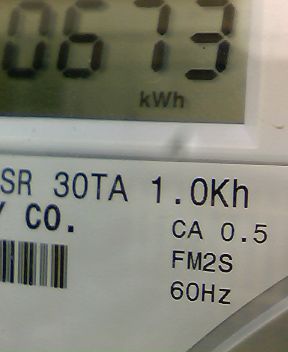 0673
kWh
SR 30TA 1.0Kh
Y CO.
CA 0.5
FM2S
60Hz